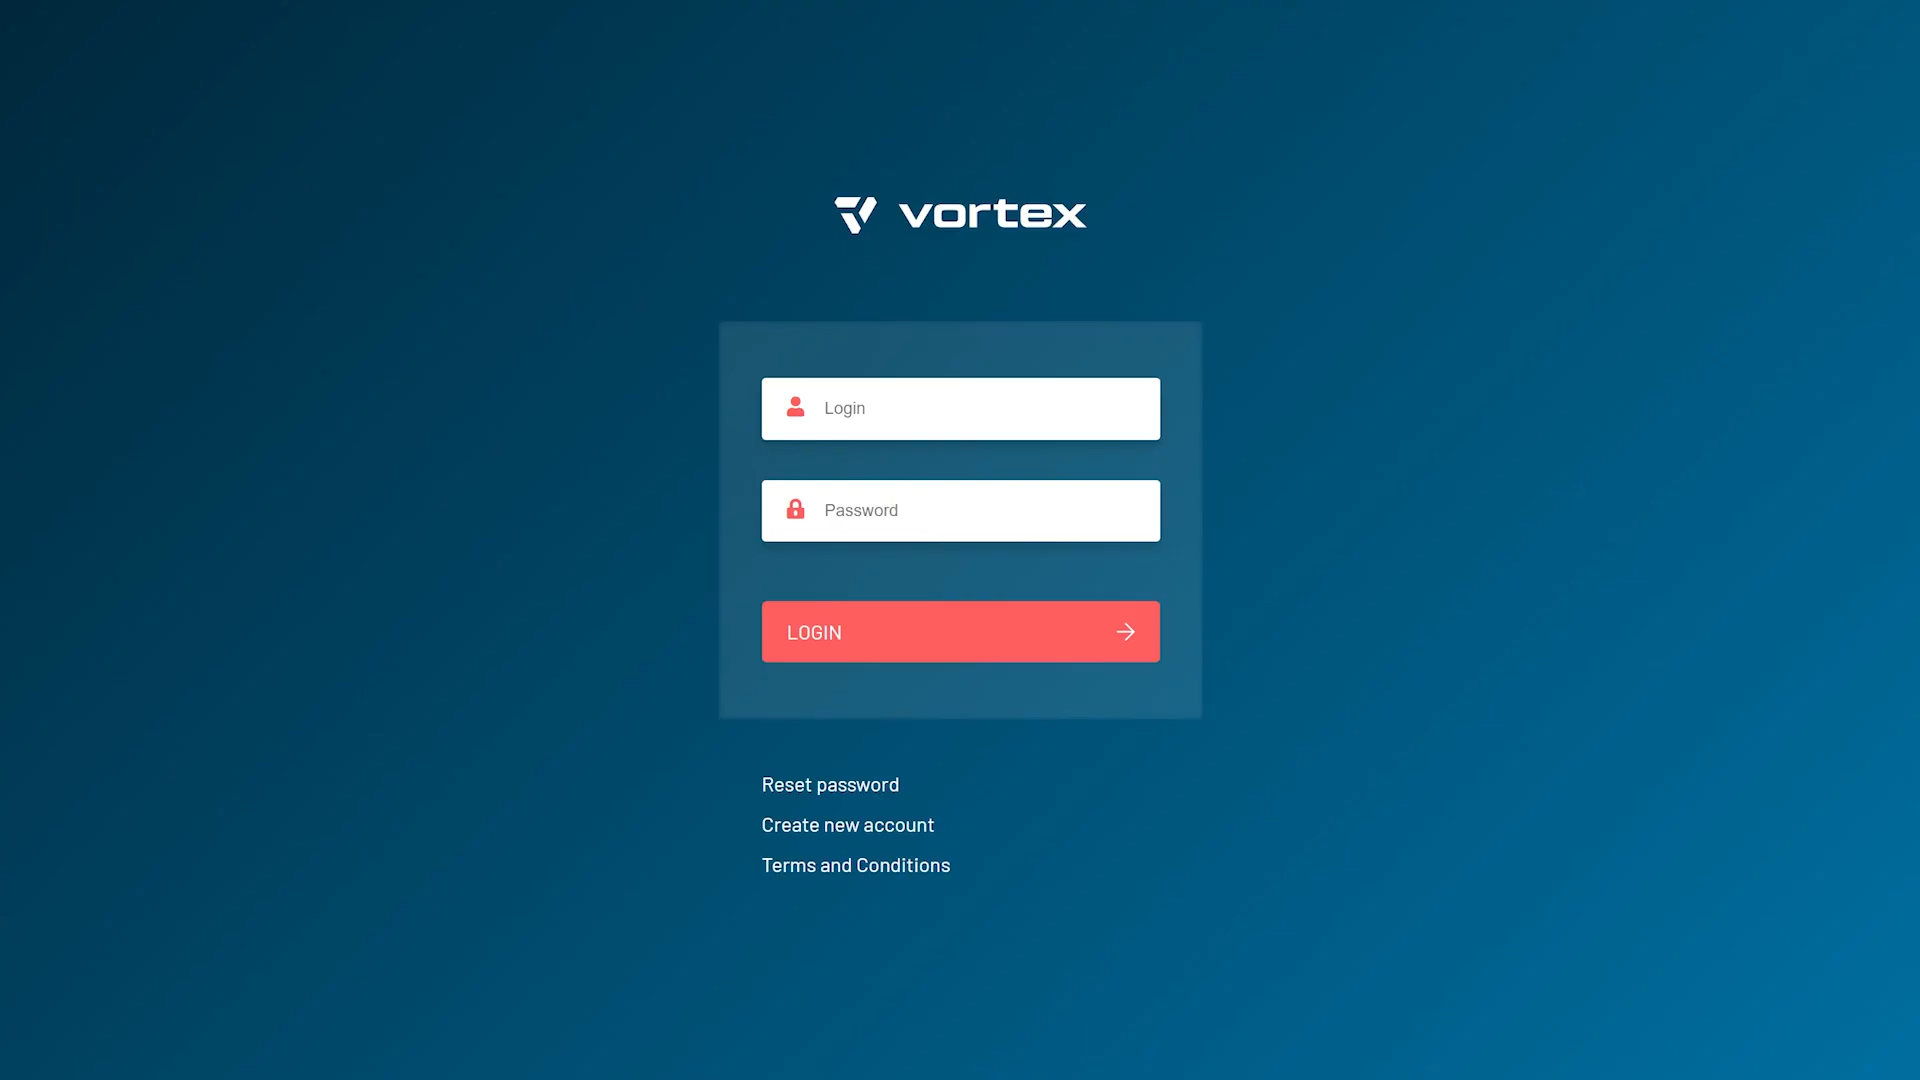 vortex
Login
Password
LOGIN
Reset password
Create new account
Terms and Conditions